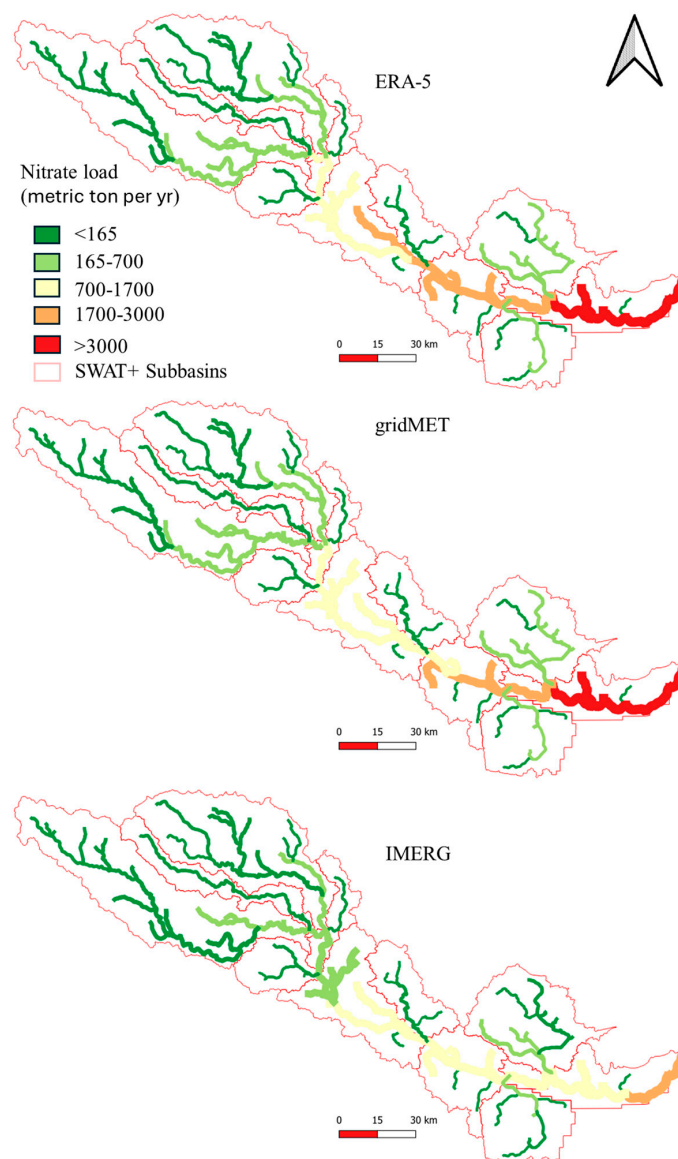 ERA-5
Nitrate load
(metric ton per yr)
<165
165-700
700-1700
1700-3000
>3000
SWAT+ Subbasins
0 15 30 km
gridMET
0 15 30 km
IMERG
0 15 30 km